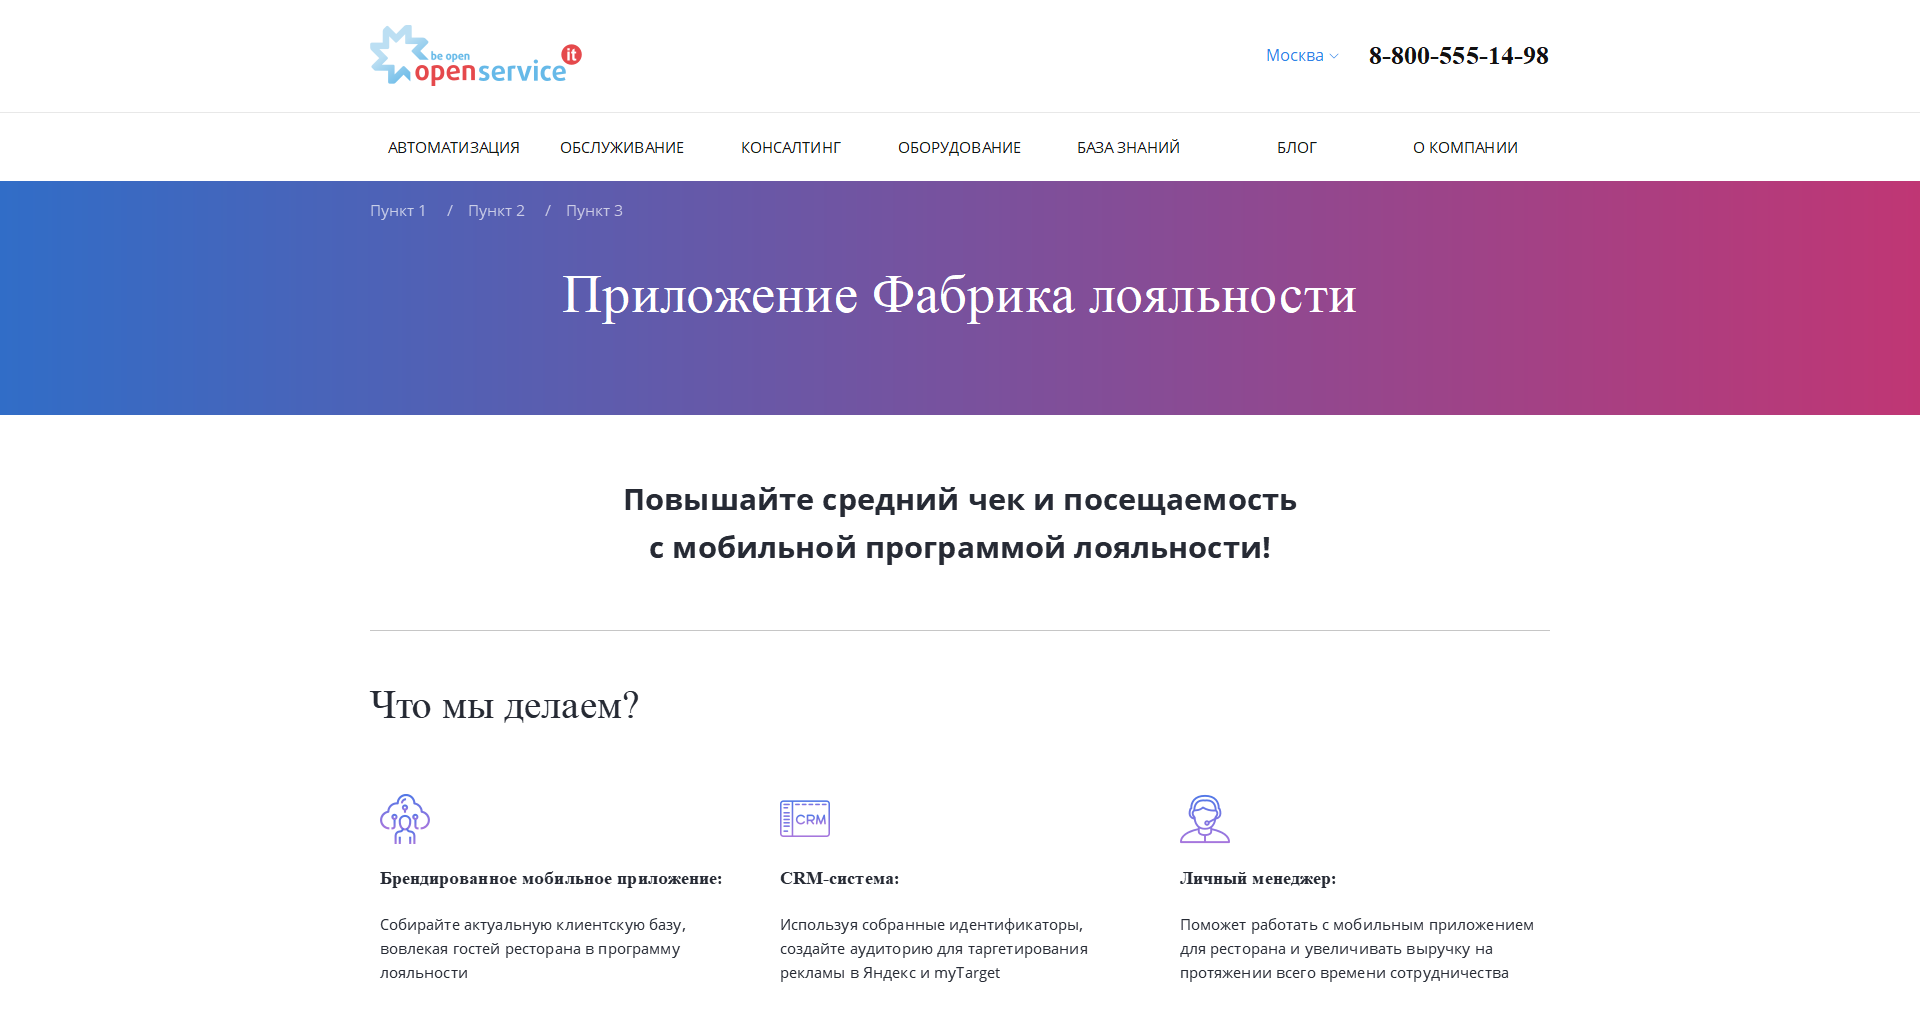 be open
openservice
it
Москва
8-800-555-14-98
АВТОМАТИЗАЦИЯ ОБСЛУЖИВАНИЕ КОНСАЛТИНГ ОБОРУДОВАНИЕ БАЗА ЗНАНИЙ БЛОГ О КОМПАНИИ
Пункт 1 / Пункт 2 / Пункт 3
Приложение Фабрика лояльности
Повышайте средний чек и посещаемость
с мобильной программой лояльности!
Что мы делаем?
Брендированное мобильное приложение:
Собирайте актуальную клиентскую базу,
вовлекая гостей ресторана в программу
лояльности
CRM
CRM-система:
Используя собранные идентификаторы,
создайте аудиторию для таргетирования
рекламы в Яндекс и myTarget
Личный менеджер:
Поможет работать с мобильным приложением
для ресторана и увеличивать выручку на
протяжении всего времени сотрудничества